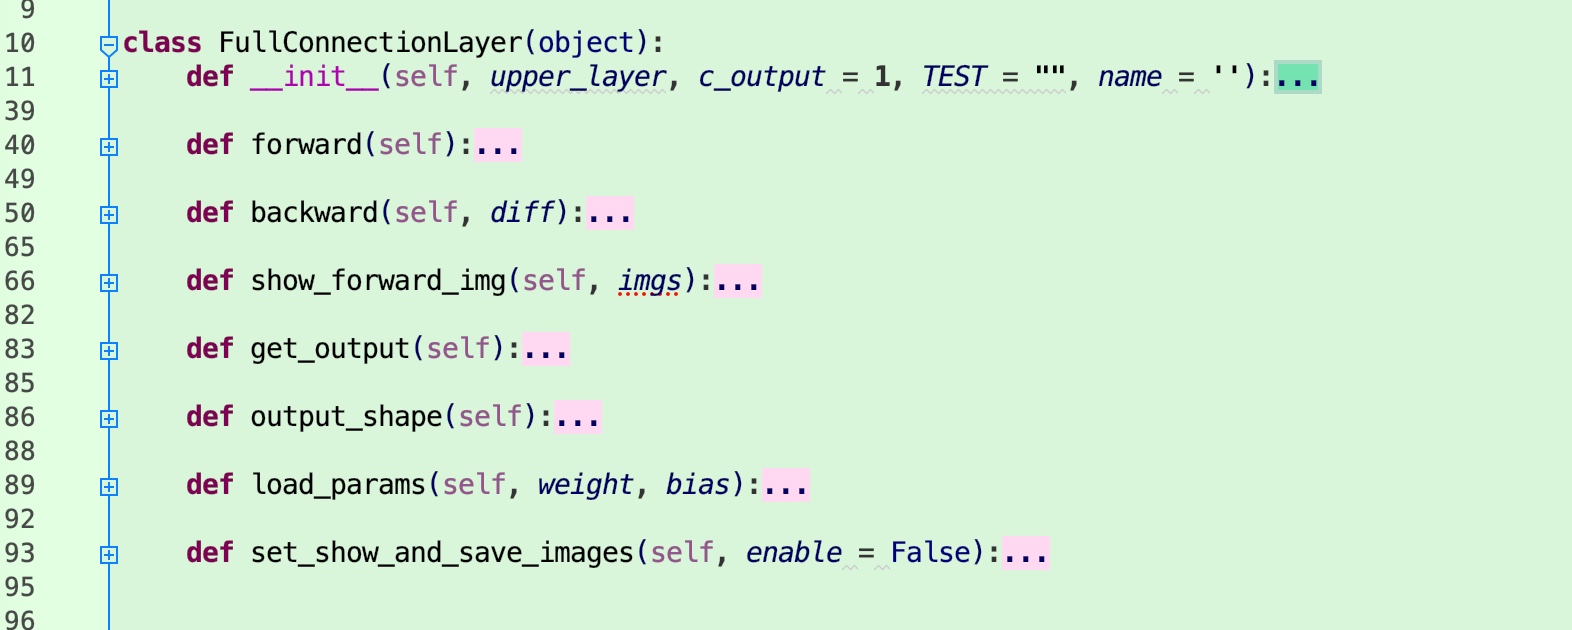 9
10 class FullConnectionLayer(object):
11 def __init__(self, upper_layer, c_output = 1, TEST = "", name = ''):...
39
40 def forward(self):...
49
50 def backward(self, diff):...
65
66 def show_forward_img(self, imgs):...
82
83 def get_output(self):...
85
86 def output_shape(self):...
88
89 def load_params(self, weight, bias):...
92
93 def set_show_and_save_images(self, enable = False):...
95
96